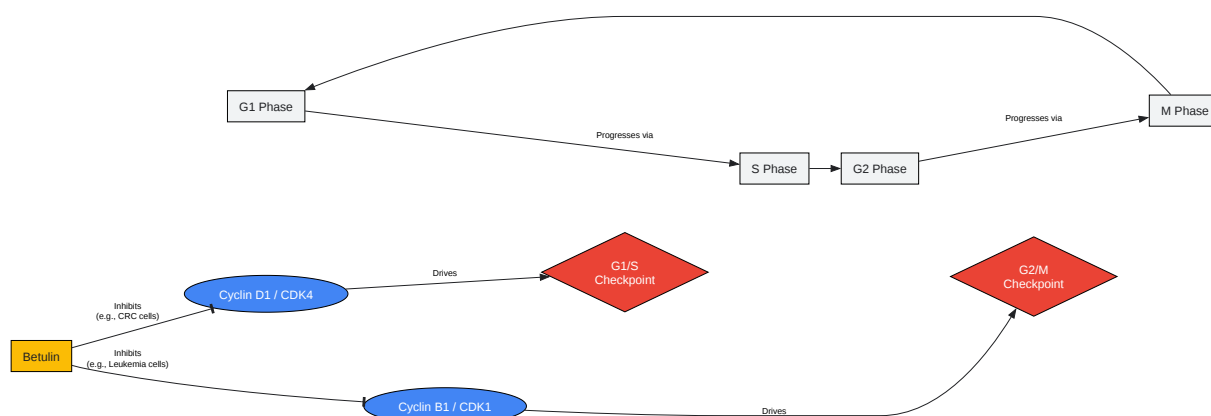 G1 Phase
Progresses via
S Phase
G2 Phase
Progresses via
M Phase
Betulin
Inhibits
(e.g., CRC cells)
Cyclin D1 / CDK4
Drives
G1/S
Checkpoint
Inhibits
(e.g., Leukemia cells)
Cyclin B1 / CDK1
Drives
G2/M
Checkpoint